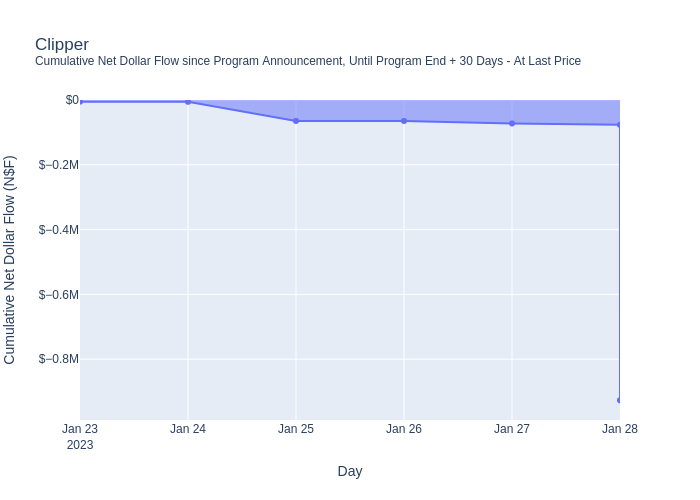 Clipper
Cumulative Net Dollar Flow since Program Announcement, Until Program End + 30 Days - At Last Price
Cumulative Net Dollar Flow (N$F)
$0
$−0.2M
$−0.4M
$−0.6M
$−0.8M
Jan 23
2023
Jan 24
Jan 25
Jan 26
Jan 27
Jan 28
Day